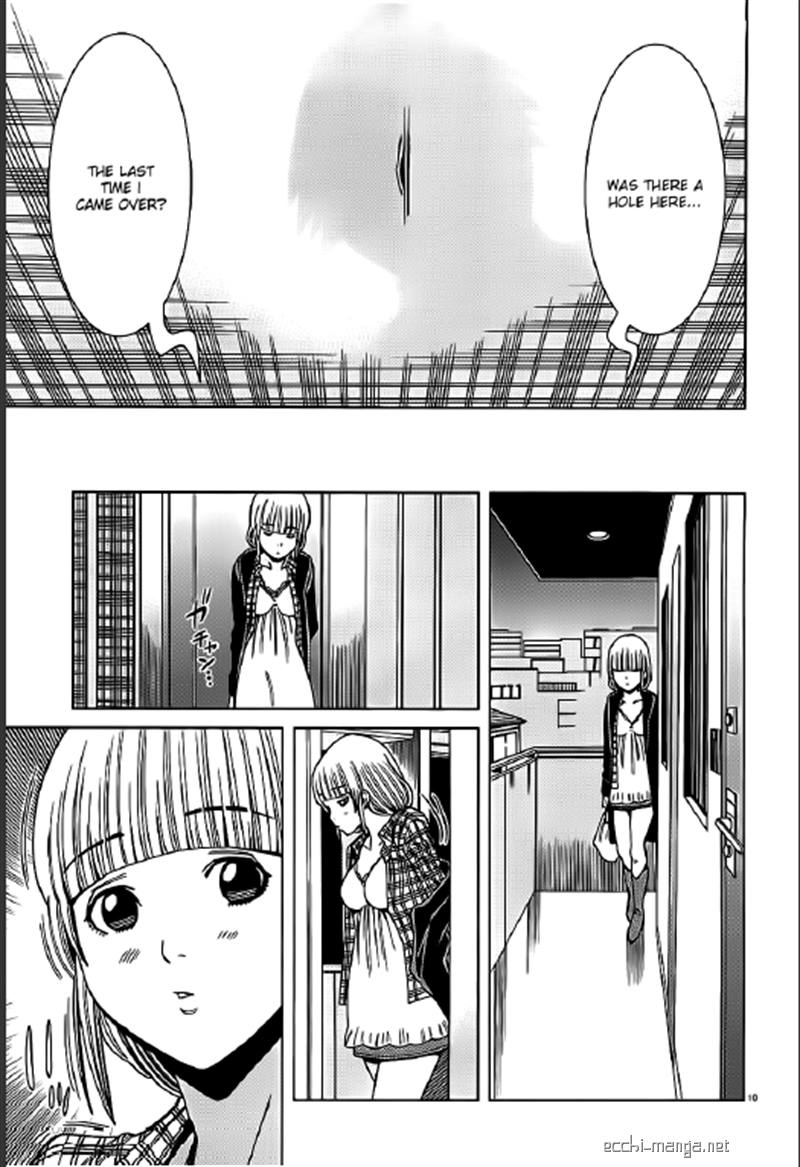 WAS THERE A
HOLE HERE...
THE LAST
TIME I
CAME OVER?
ガチャン…
10
ecchi-manga.net